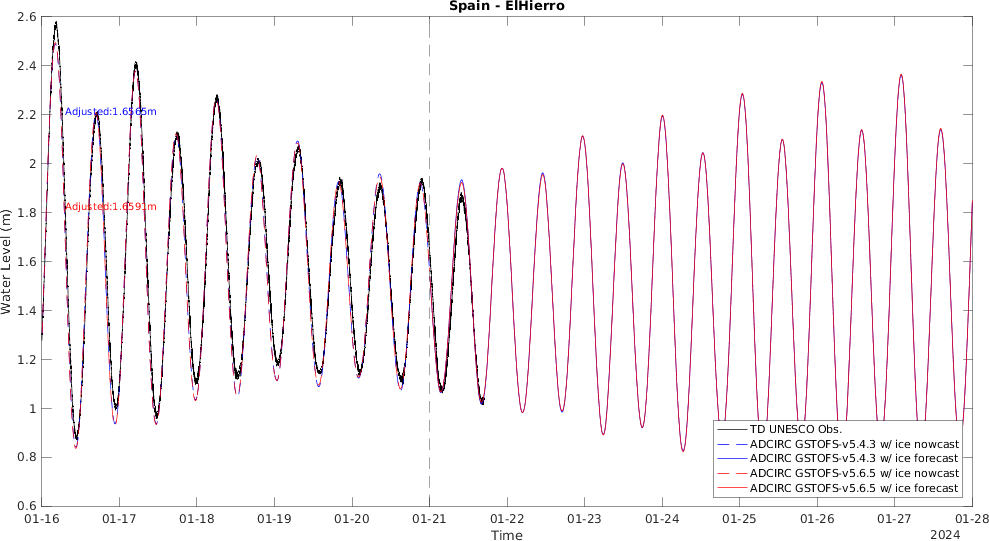 Spain - ElHierro
2.6
2.4
2.2
2
1.8
1.6
1.4
1.2
1
0.8
0.6
Water Level (m)
Adjusted:1.6565m
Adjusted:1.6591m
TD UNESCO Obs.
ADCIRC GSTOFS-v5.4.3 w/ ice nowcast
ADCIRC GSTOFS-v5.4.3 w/ ice forecast
ADCIRC GSTOFS-v5.6.5 w/ ice nowcast
ADCIRC GSTOFS-v5.6.5 w/ ice forecast
01-16 01-17 01-18 01-19 01-20 01-21 01-22 01-23 01-24 01-25 01-26 01-27 01-28
Time
2024